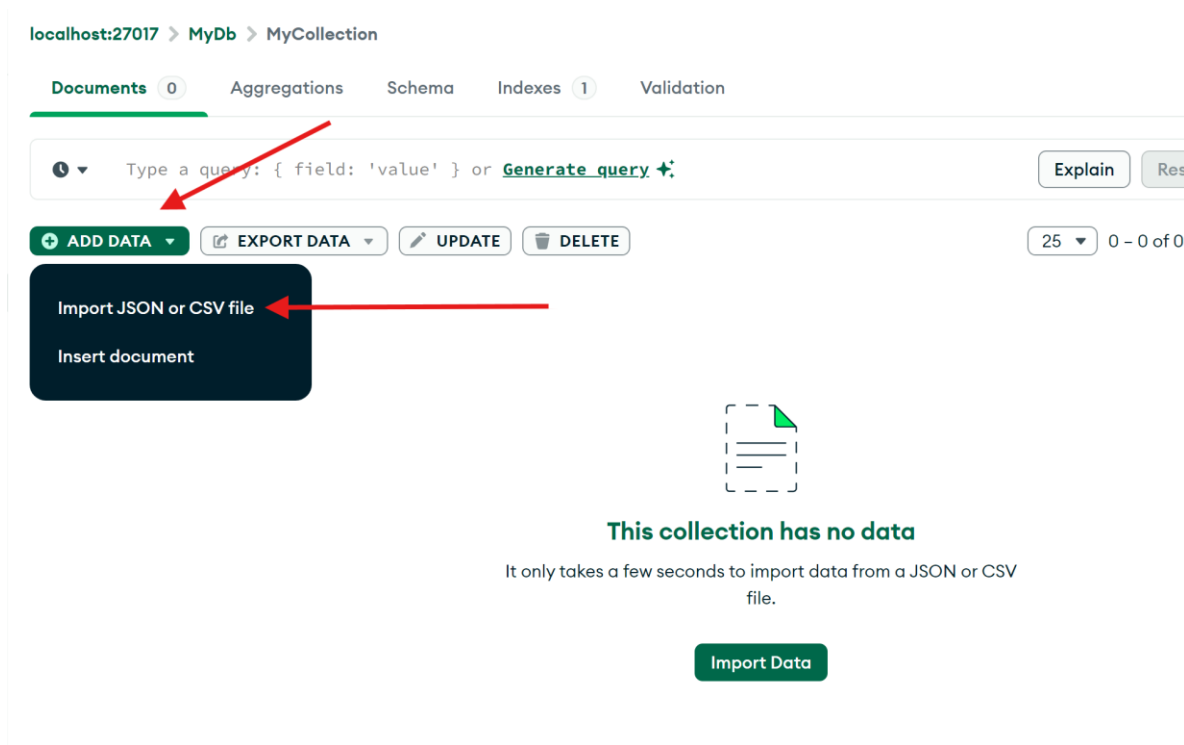 localhost:27017 > MyDb > MyCollection
Documents 0 Aggregations Schema Indexes 1 Validation
Type a query: { field: 'value' } or Generate query
Explain
ADD DATA EXPORT DATA UPDATE DELETE 25 0 – 0 of 0
Import JSON or CSV file
Insert document
This collection has no data
It only takes a few seconds to import data from a JSON or CSV
file.
Import Data